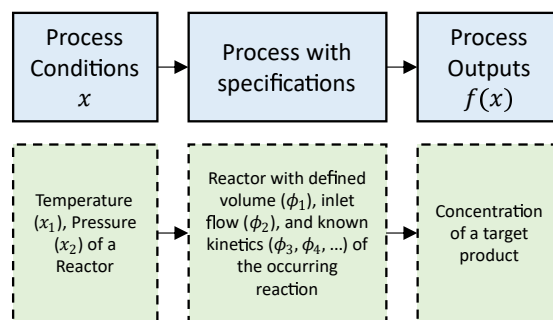 Process
Conditions
𝑥
Process with
specifications
Process
Outputs
𝑓(𝑥)
Temperature
(𝑥₁), Pressure
(𝑥₂) of a
Reactor
Reactor with defined
volume (𝜙₁), inlet
flow (𝜙₂), and known
kinetics (𝜙₃, 𝜙₄, …) of
the occurring
reaction
Concentration
of a target
product